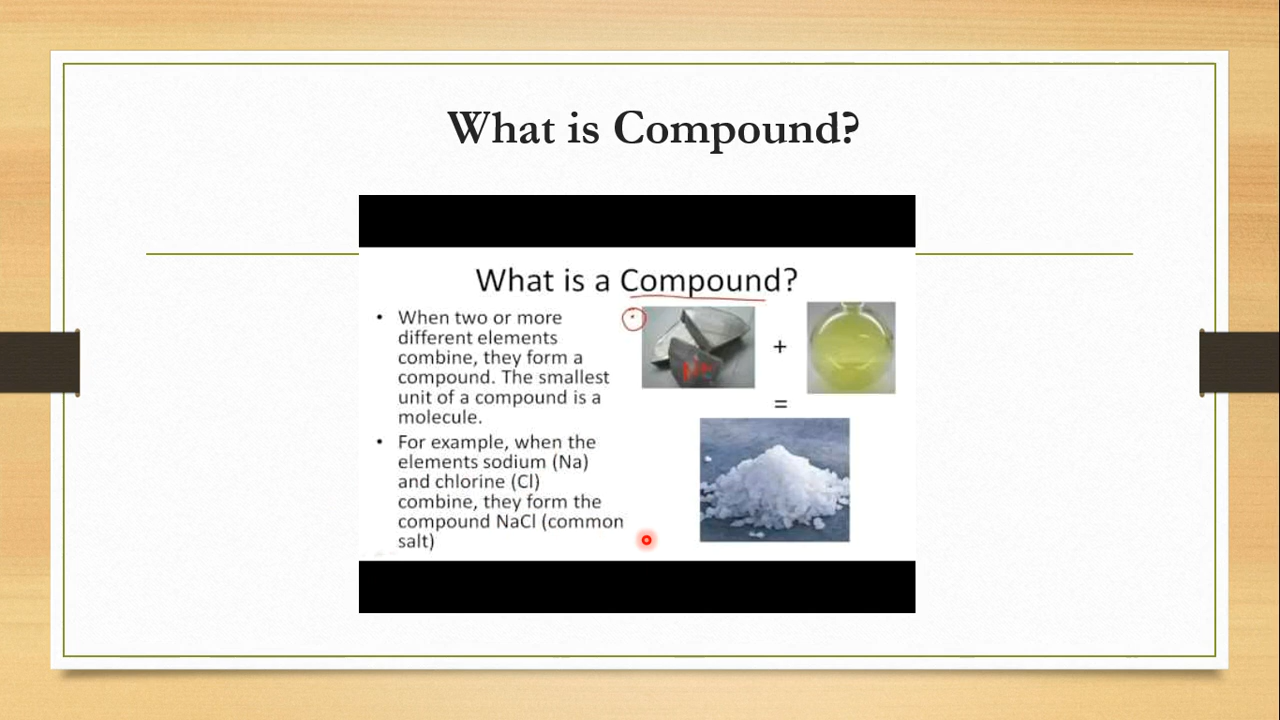 What is Compound?
What is a Compound?
• When two or more
different elements
combine, they form a
compound. The smallest
unit of a compound is a
molecule.
• For example, when the
elements sodium (Na)
and chlorine (Cl)
combine, they form the
compound NaCl (common
salt)
+
=